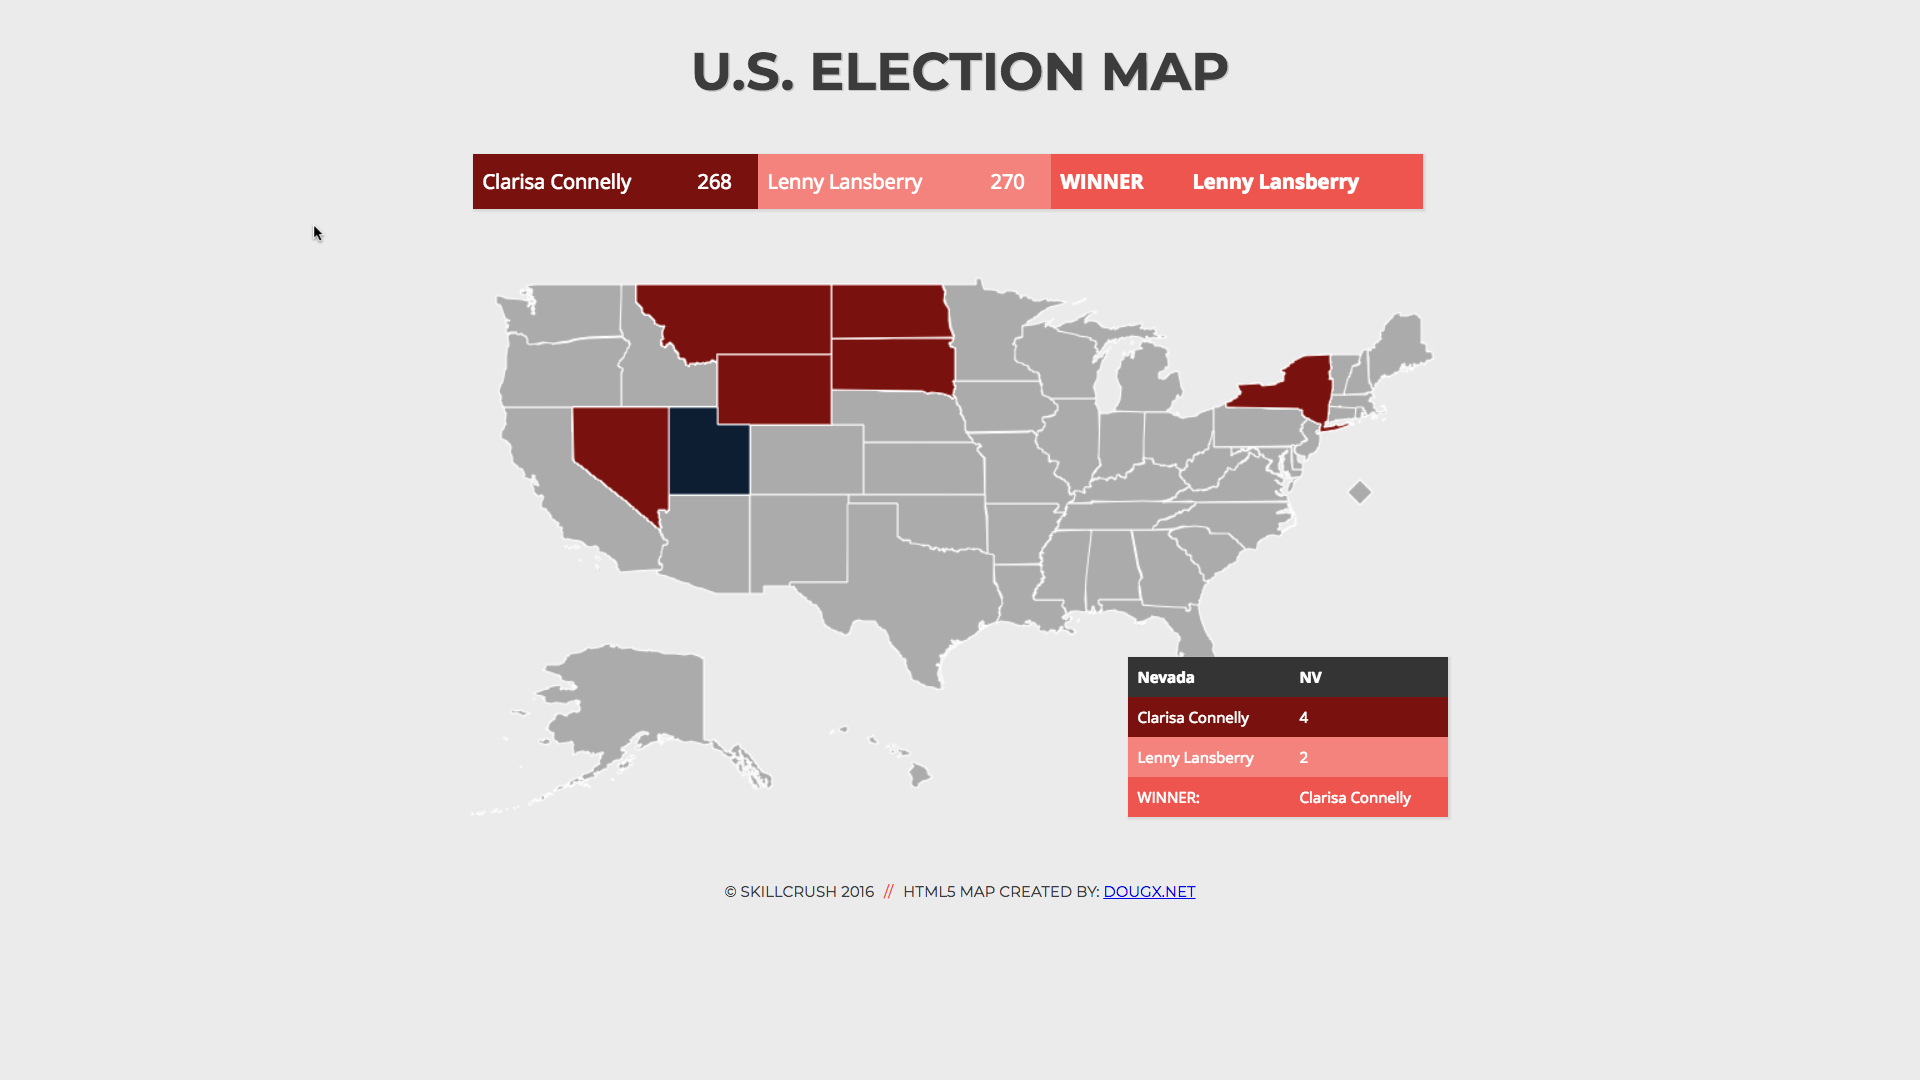 U.S. ELECTION MAP
Clarisa Connelly 268 Lenny Lansberry 270 WINNER Lenny Lansberry
Nevada NV
Clarisa Connelly 4
Lenny Lansberry 2
WINNER: Clarisa Connelly
© SKILLCRUSH 2016 // HTML5 MAP CREATED BY: DOUGX.NET